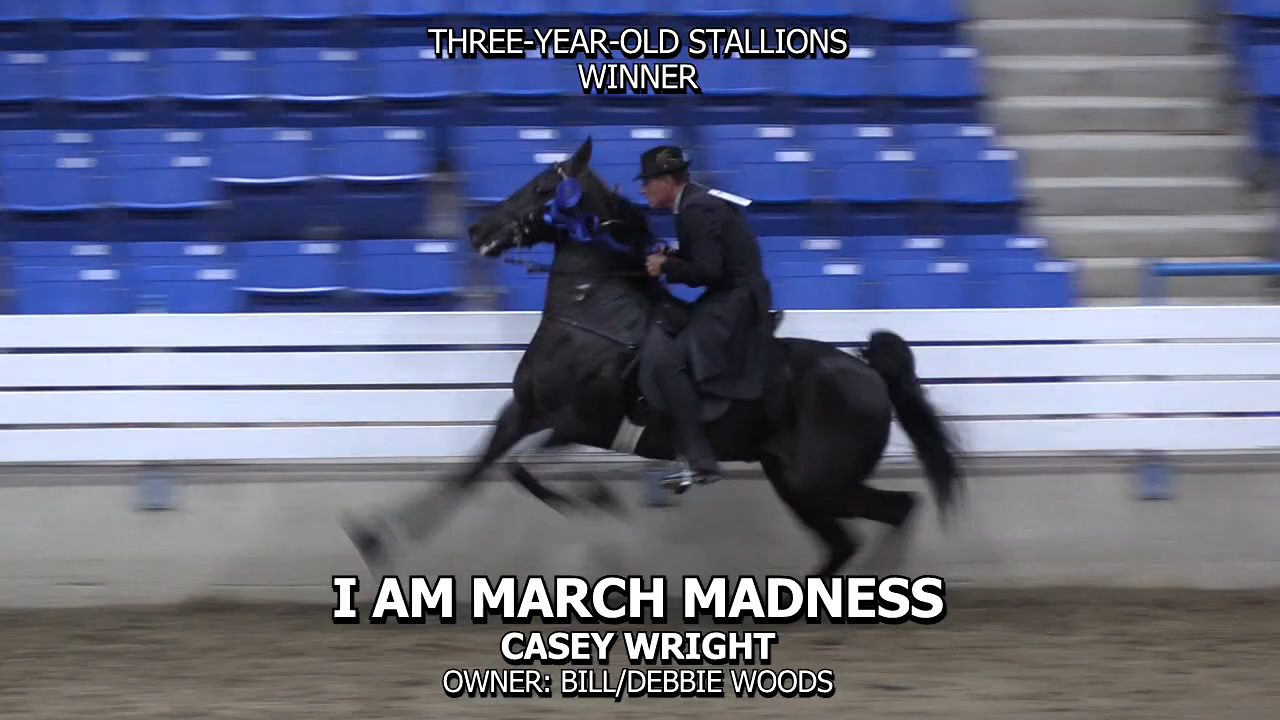 THREE-YEAR-OLD STALLIONS
WINNER
I AM MARCH MADNESS
CASEY WRIGHT
OWNER: BILL/DEBBIE WOODS